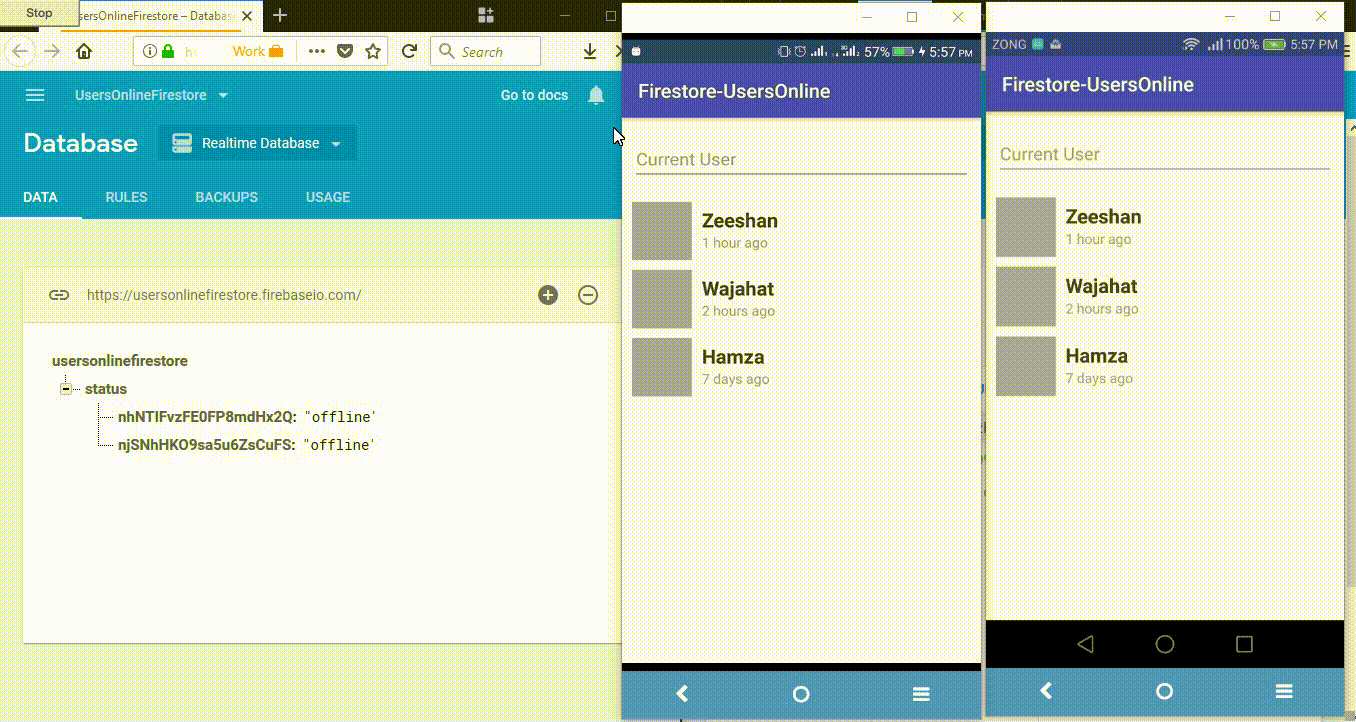 Stop
sersOnlineFirestore – Databas
Work
Search
UsersOnlineFirestore
Go to docs
Database
Realtime Database
DATA
RULES
BACKUPS
USAGE
https://usersonlinefirestore.firebaseio.com/
usersonlinefirestore
status
nhNTlFvzFE0FP8mdHx2Q: "offline"
njSNhHKO9sa5u6ZsCuFS: "offline"
57%
5:57 PM
Firestore-UsersOnline
Current User
Zeeshan
1 hour ago
Wajahat
2 hours ago
Hamza
7 days ago
ZONG
100%
5:57 PM
Firestore-UsersOnline
Current User
Zeeshan
1 hour ago
Wajahat
2 hours ago
Hamza
7 days ago